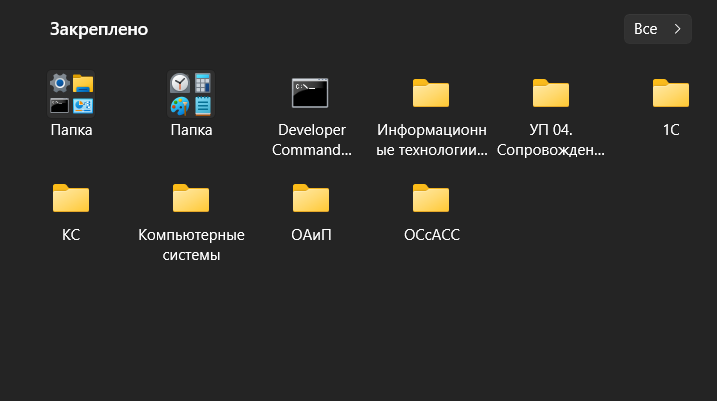 Закреплено
Все
Папка
Папка
Developer
Command...
Информационн
ые технологии...
УП 04.
Сопровожден...
1С
КС
Компьютерные
системы
ОАиП
ОСсАСС